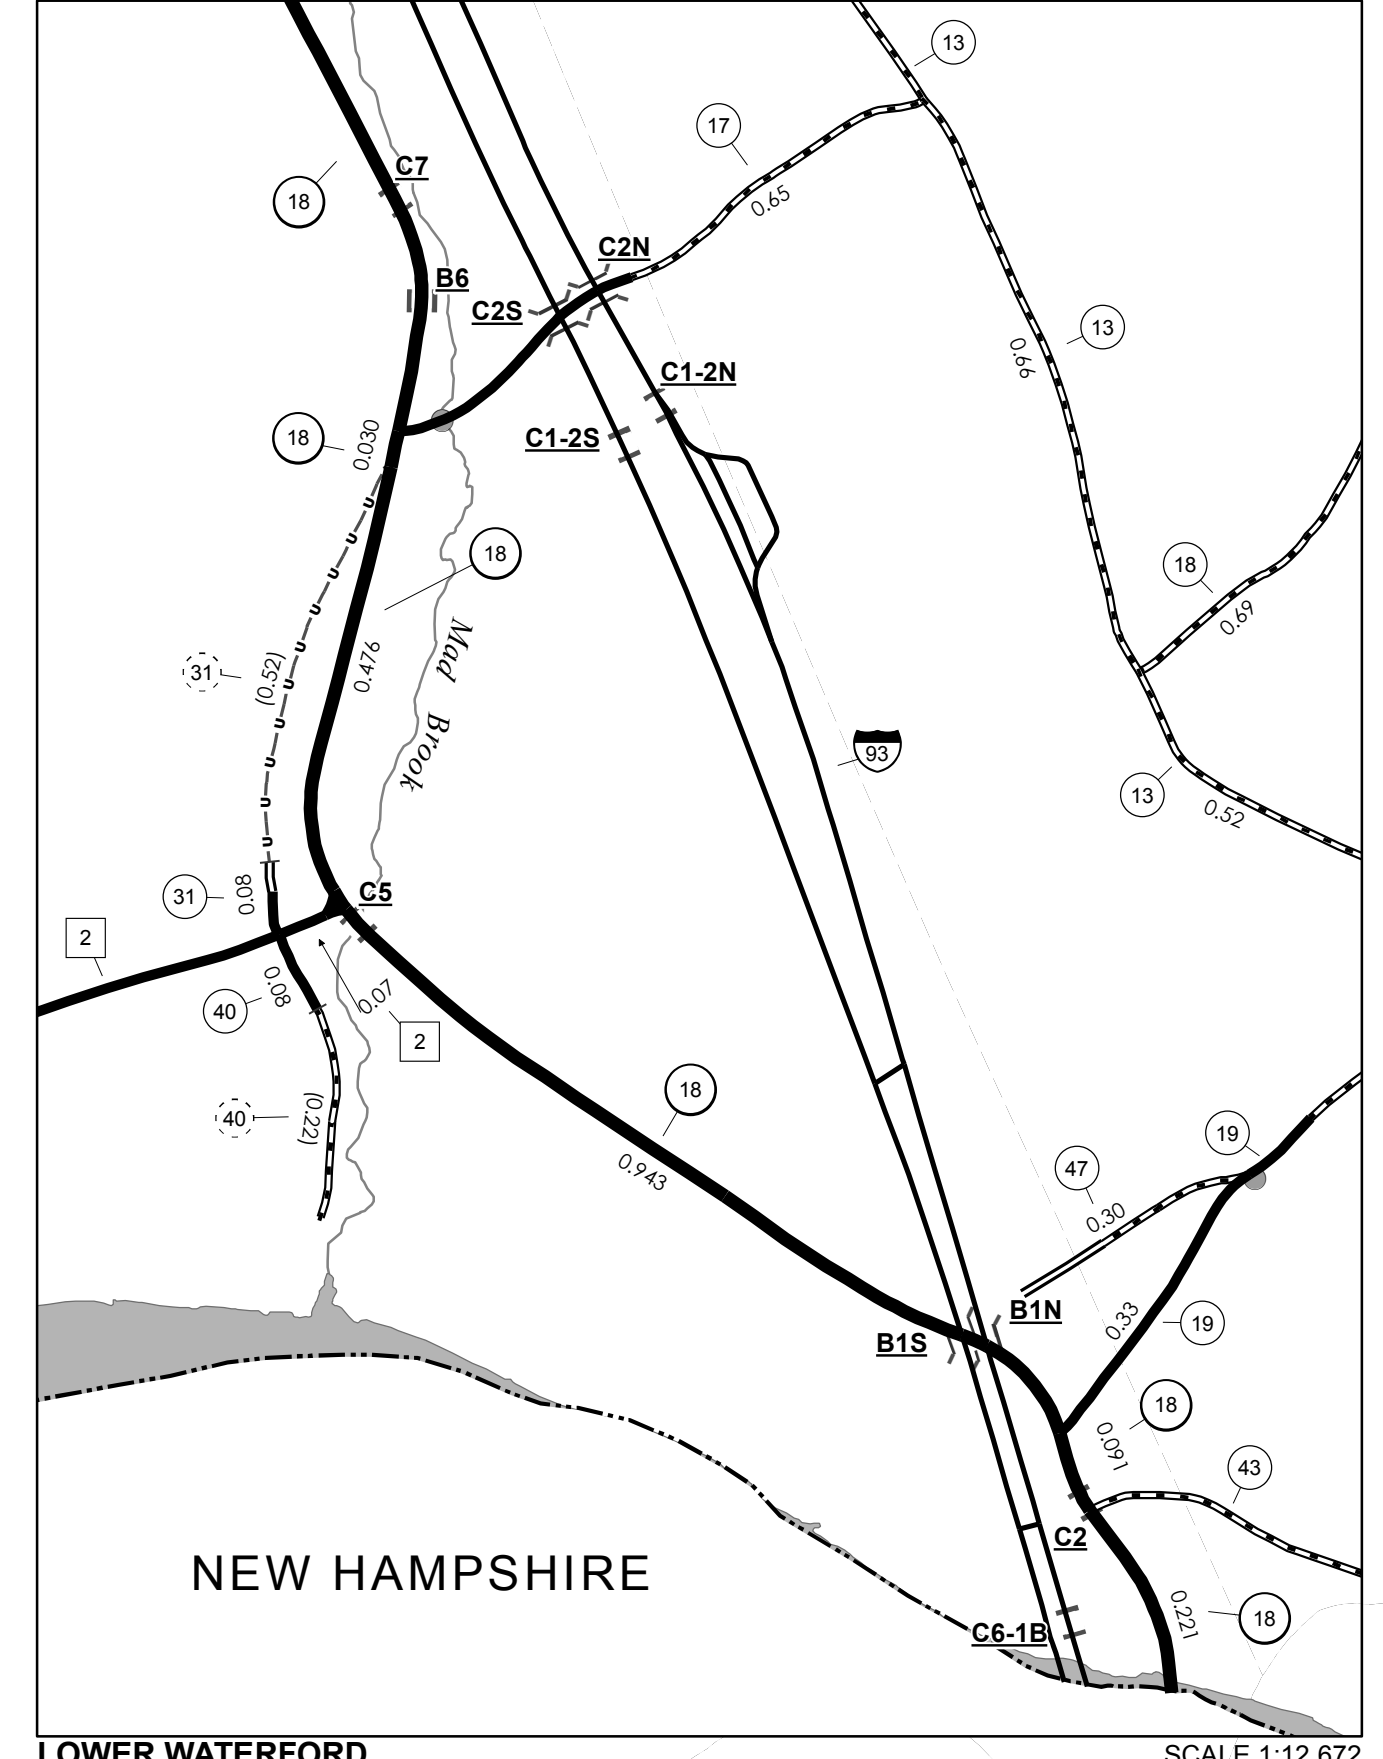 13
17
C7
18
0.65
C2N
B6
C2S
13
0.66
C1-2N
18
0.030
C1-2S
18
18
0.69
Mad Brook
31
(0.52)
0.476
93
13
0.52
C5
31
0.08
2
0.08
0.07
40
2
18
40
(0.22)
19
47
0.943
0.30
B1N
0.33
19
B1S
18
0.091
43
C2
NEW HAMPSHIRE
0.221
18
C6-1B
LOWER WATERFORD
SCALE 1:12,672